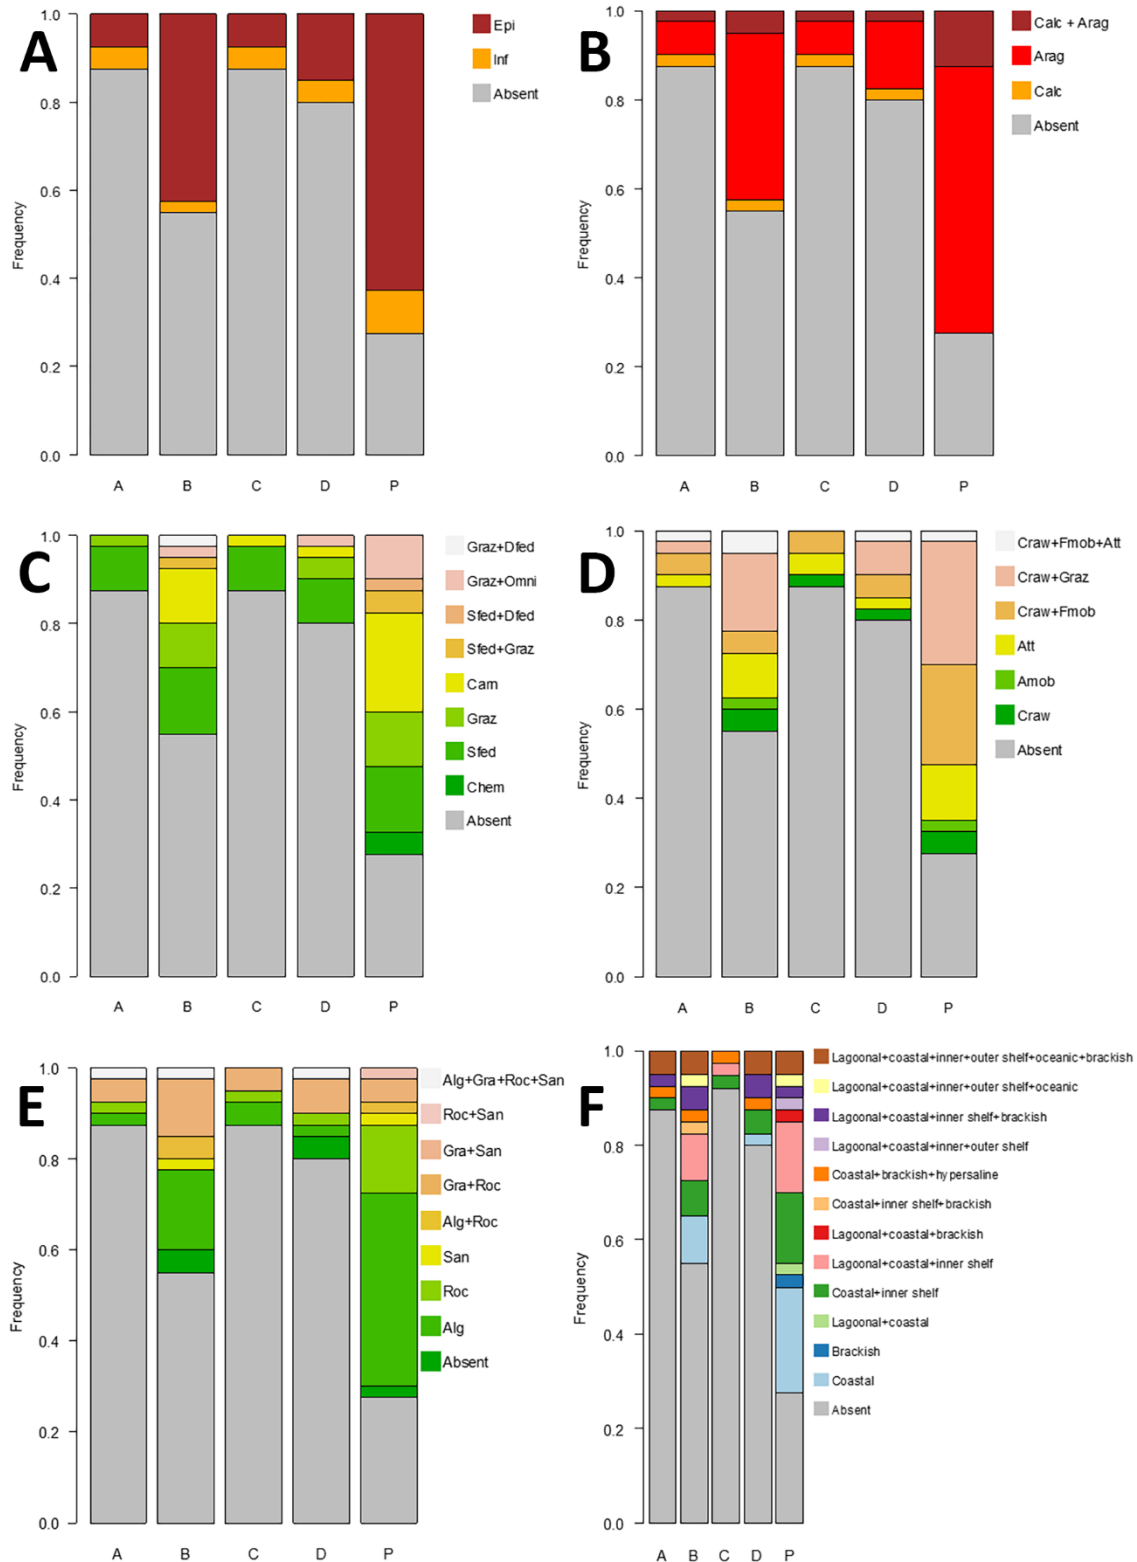 A
1.0
0.8
0.6
0.4
0.2
0.0
Frequency
A B C D P
Epi
Inf
Absent
B
1.0
0.8
0.6
0.4
0.2
0.0
Frequency
A B C D P
Calc + Arag
Arag
Calc
Absent
C
1.0
0.8
0.6
0.4
0.2
0.0
Frequency
A B C D P
Graz+Dfed
Graz+Omni
Sfed+Dfed
Sfed+Graz
Carn
Graz
Sfed
Chem
Absent
D
1.0
0.8
0.6
0.4
0.2
0.0
Frequency
A B C D P
Craw+Fmob+Att
Craw+Graz
Craw+Fmob
Att
Amob
Craw
Absent
E
1.0
0.8
0.6
0.4
0.2
0.0
Frequency
A B C D P
Alg+Gra+Roc+San
Roc+San
Gra+San
Gra+Roc
Alg+Roc
San
Roc
Alg
Absent
F
1.0
0.8
0.6
0.4
0.2
0.0
Frequency
A B C D P
Lagoonal+coastal+inner+outer shelf+oceanic+brackish
Lagoonal+coastal+inner+outer shelf+oceanic
Lagoonal+coastal+inner shelf+brackish
Lagoonal+coastal+inner+outer shelf
Coastal+brackish+hypersaline
Coastal+inner shelf+brackish
Lagoonal+coastal+brackish
Lagoonal+coastal+inner shelf
Coastal+inner shelf
Lagoonal+coastal
Brackish
Coastal
Absent